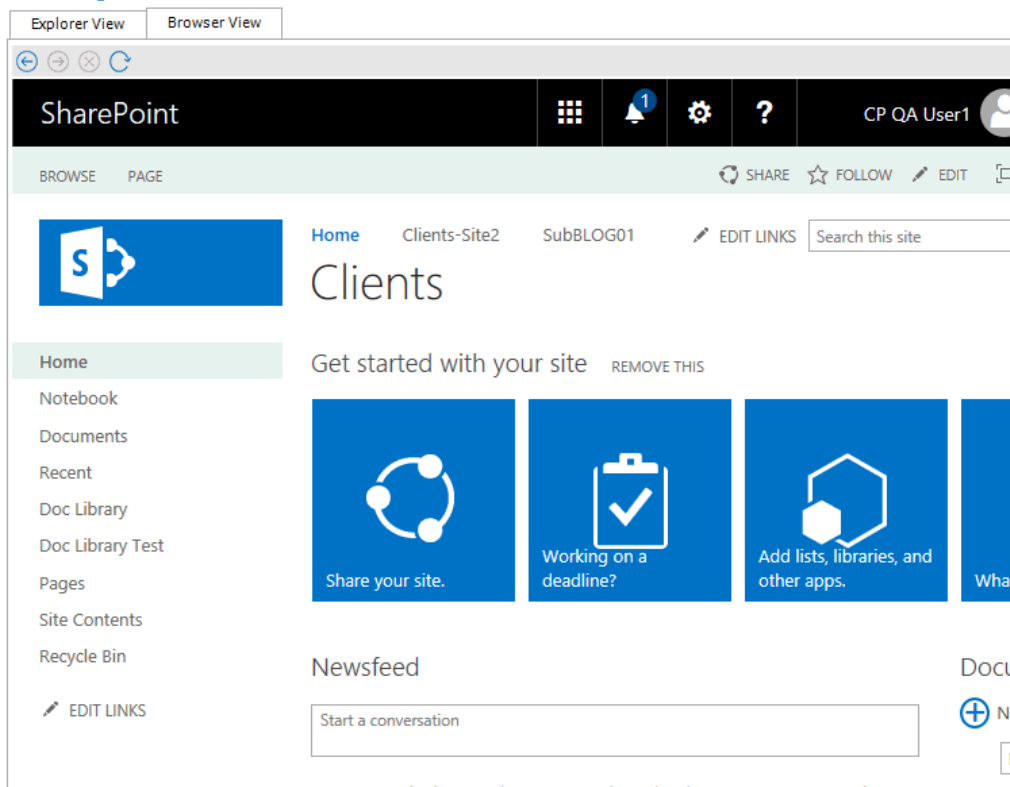 Explorer View Browser View
SharePoint 1 ? CP QA User1
BROWSE PAGE SHARE FOLLOW EDIT
S
Home Clients-Site2 SubBLOG01 EDIT LINKS Search this site
Clients
Home
Notebook
Documents
Recent
Doc Library
Doc Library Test
Pages
Site Contents
Recycle Bin
EDIT LINKS
Get started with your site REMOVE THIS
Share your site.
Working on a
deadline?
Add lists, libraries, and
other apps.
Wha
Newsfeed
Start a conversation
Docu
N